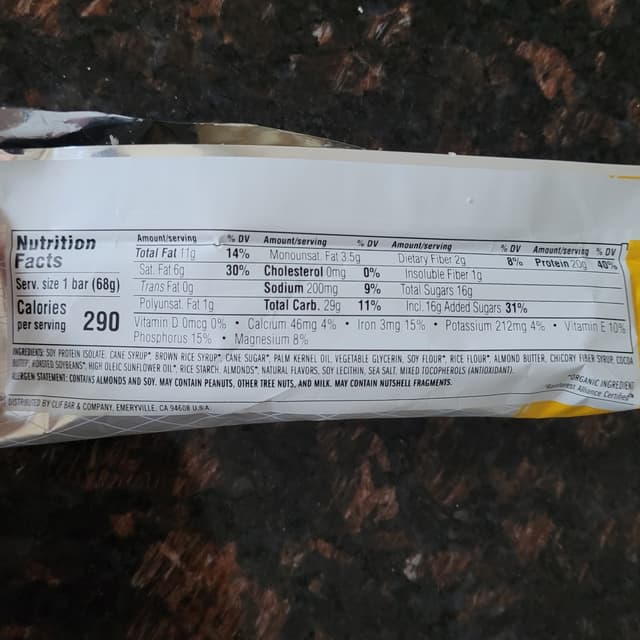 Nutrition Facts
Serv. size 1 bar (68g)
Calories per serving 290
Amount/serving % DV
Total Fat 11g 14%
Sat. Fat 6g 30%
Trans Fat 0g
Polyunsat. Fat 1g
Amount/serving % DV
Monounsat. Fat 3.5g
Cholesterol 0mg 0%
Sodium 200mg 9%
Total Carb. 29g 11%
Amount/serving % DV
Dietary Fiber 2g 8%
Insoluble Fiber 1g
Total Sugars 16g
Incl. 16g Added Sugars 31%
Amount/serving % DV
Protein 20g 40%
Vitamin D 0mcg 0% • Calcium 46mg 4% • Iron 3mg 15% • Potassium 212mg 4% • Vitamin E 10%
Phosphorus 15% • Magnesium 8%
INGREDIENTS: SOY PROTEIN ISOLATE, CANE SYRUP*, BROWN RICE SYRUP*, CANE SUGAR*, PALM KERNEL OIL, VEGETABLE GLYCERIN, SOY FLOUR*, RICE FLOUR*, ALMOND BUTTER, CHICORY FIBER SYRUP, COCOA
BUTTER, ROASTED SOYBEANS*, HIGH OLEIC SUNFLOWER OIL*, RICE STARCH, ALMONDS*, NATURAL FLAVORS, SOY LECITHIN, SEA SALT, MIXED TOCOPHEROLS (ANTIOXIDANT).
ALLERGEN STATEMENT: CONTAINS ALMONDS AND SOY. MAY CONTAIN PEANUTS, OTHER TREE NUTS, AND MILK. MAY CONTAIN NUTSHELL FRAGMENTS.
*ORGANIC INGREDIENT
Rainforest Alliance Certified™
DISTRIBUTED BY CLIF BAR & COMPANY, EMERYVILLE, CA 94608 U.S.A.